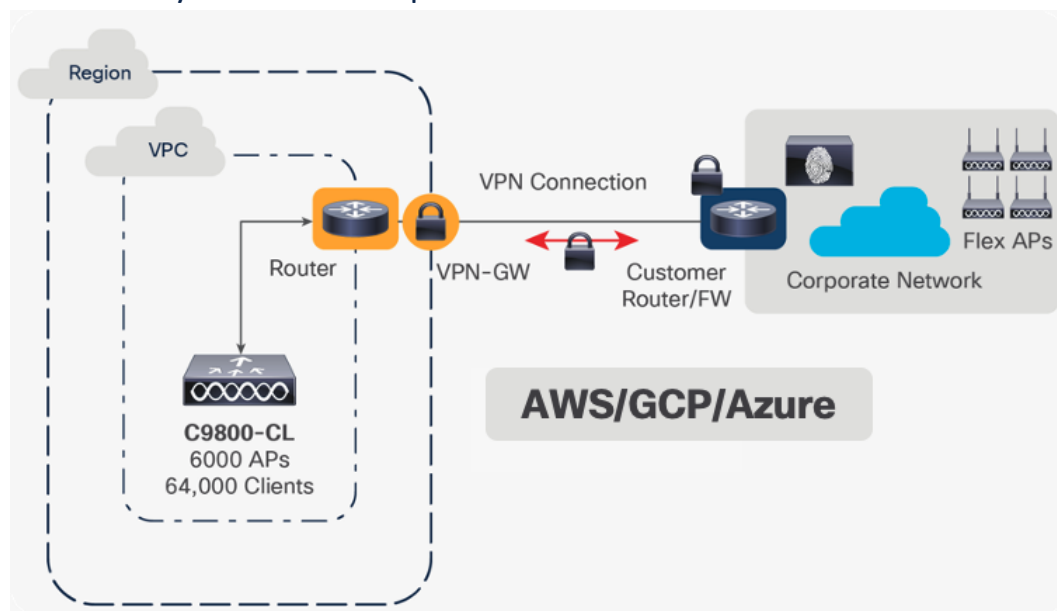 Region
VPC
Router
VPN-GW
VPN Connection
Customer
Router/FW
Corporate Network
Flex APs
C9800-CL
6000 APs
64,000 Clients
AWS/GCP/Azure